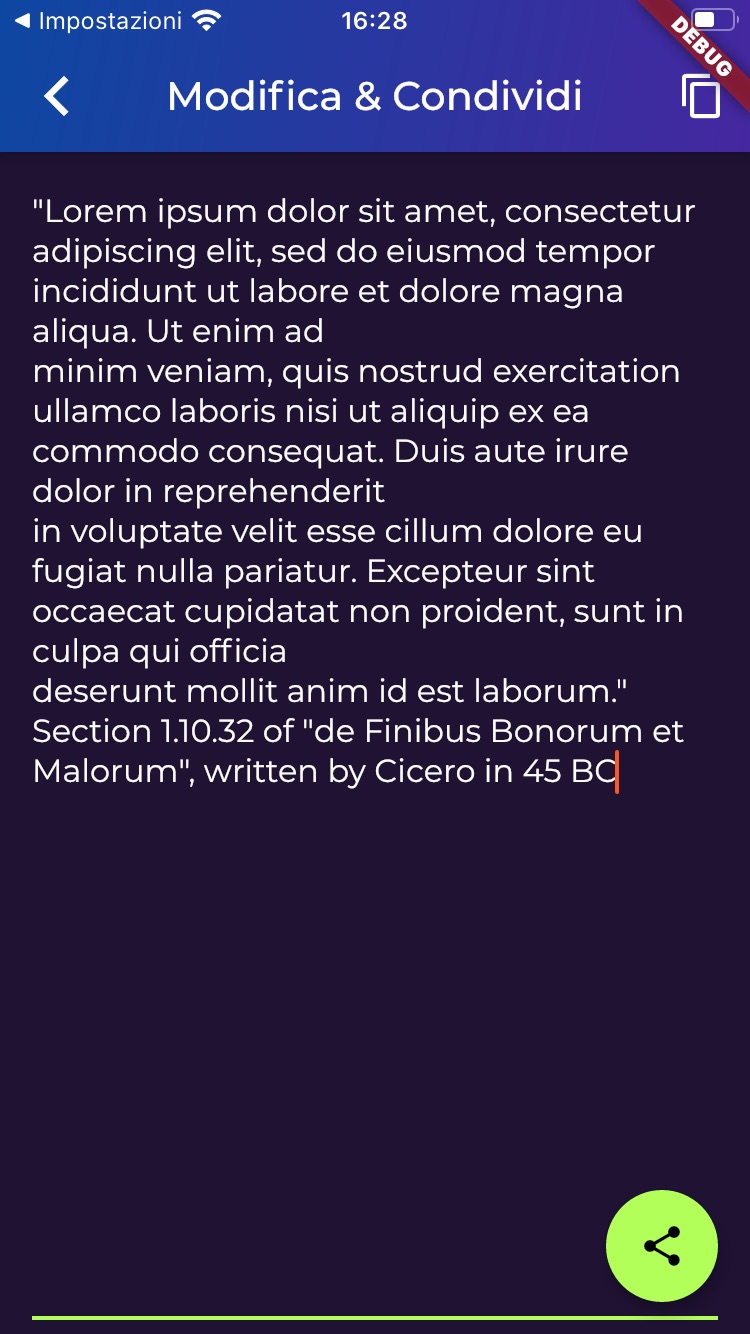 Impostazioni
16:28
DEBUG
Modifica & Condividi
"Lorem ipsum dolor sit amet, consectetur
adipiscing elit, sed do eiusmod tempor
incididunt ut labore et dolore magna
aliqua. Ut enim ad
minim veniam, quis nostrud exercitation
ullamco laboris nisi ut aliquip ex ea
commodo consequat. Duis aute irure
dolor in reprehenderit
in voluptate velit esse cillum dolore eu
fugiat nulla pariatur. Excepteur sint
occaecat cupidatat non proident, sunt in
culpa qui officia
deserunt mollit anim id est laborum."
Section 1.10.32 of "de Finibus Bonorum et
Malorum", written by Cicero in 45 BC